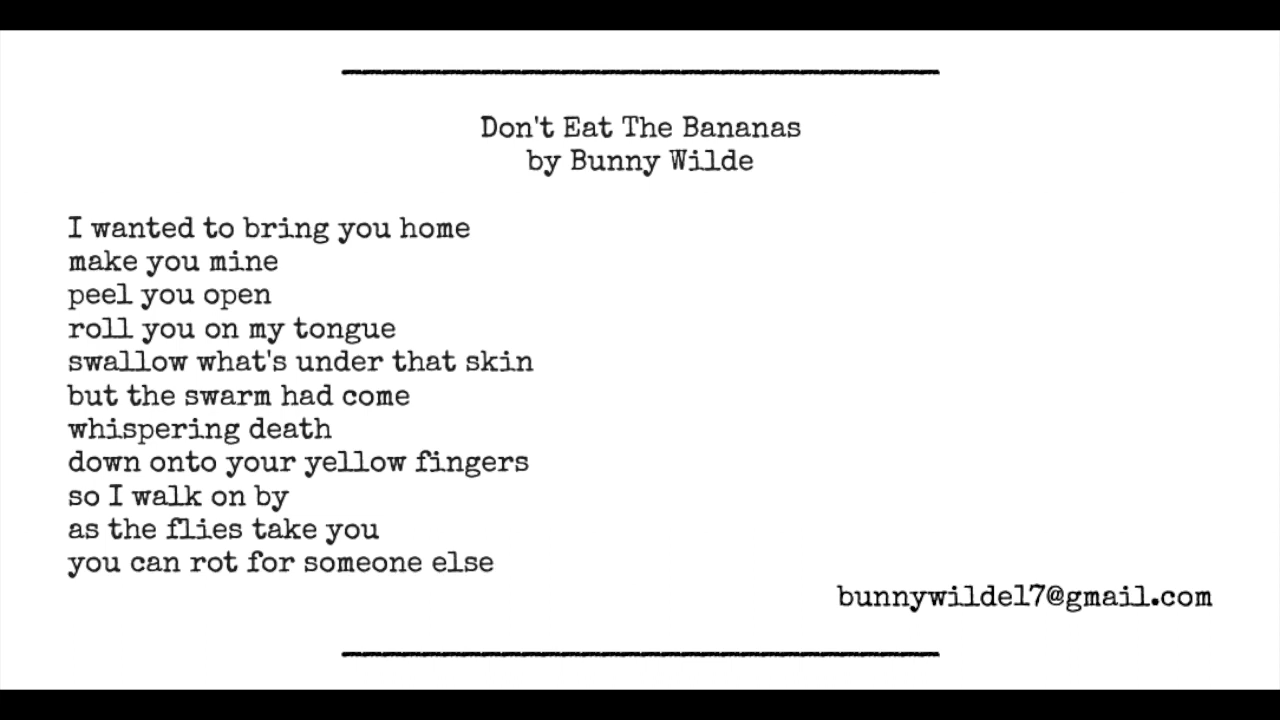 Don't Eat The Bananas
by Bunny Wilde
I wanted to bring you home
make you mine
peel you open
roll you on my tongue
swallow what's under that skin
but the swarm had come
whispering death
down onto your yellow fingers
so I walk on by
as the flies take you
you can rot for someone else
bunnywilde17@gmail.com